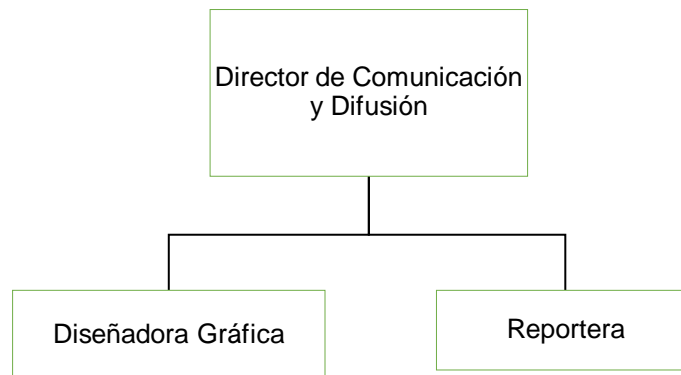 Director de Comunicación
y Difusión
Diseñadora Gráfica
Reportera